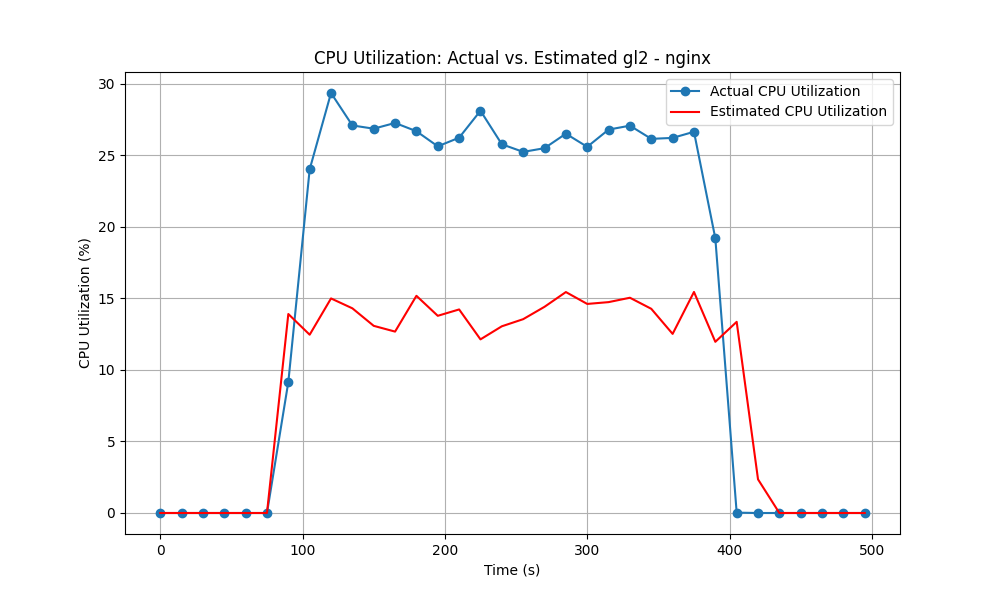 CPU Utilization: Actual vs. Estimated gl2 - nginx
Actual CPU Utilization
Estimated CPU Utilization
CPU Utilization (%)
30
25
20
15
10
5
0
0 100 200 300 400 500
Time (s)